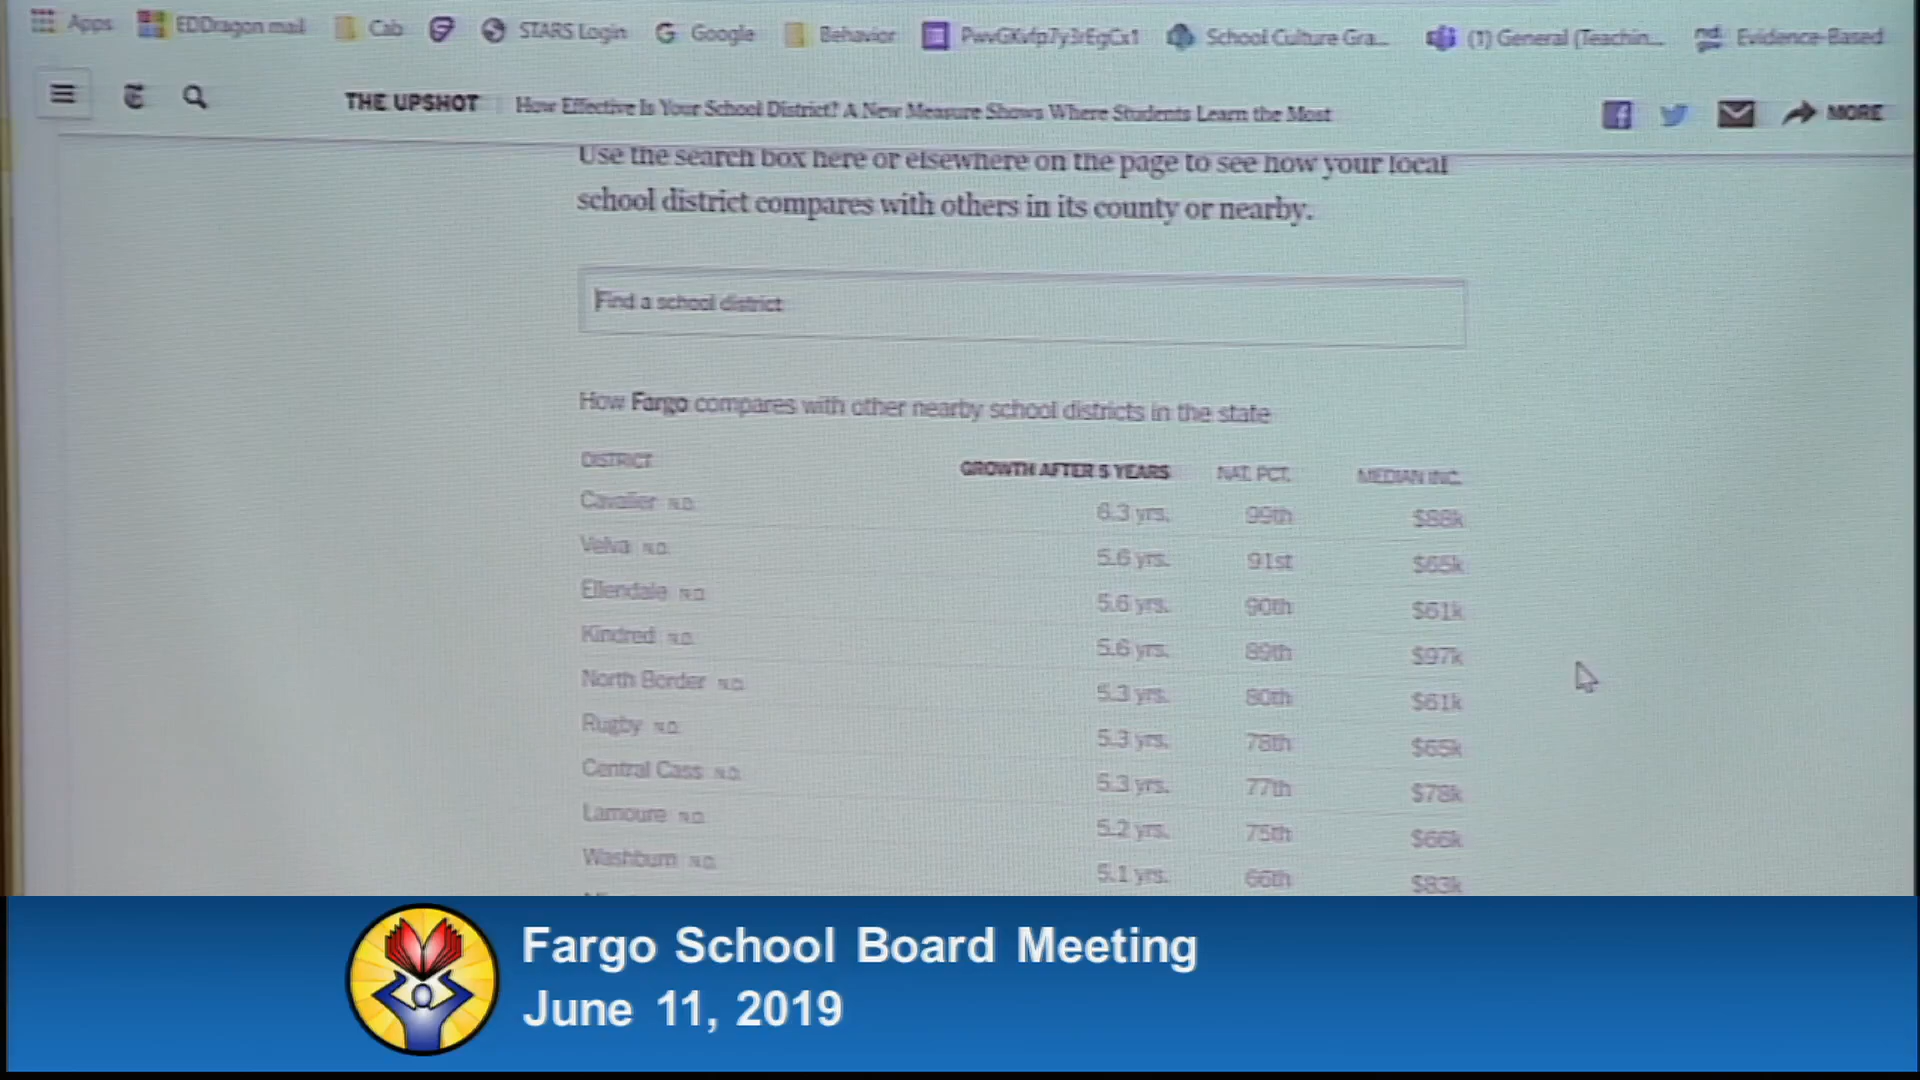 Apps EDDragon mail Cab STARS Login Google Behavior PwvGKvfp7y3rEgCx1 School Culture Gra... (1) General (Teachin... Evidence-Based
THE UPSHOT | How Effective Is Your School District? A New Measure Shows Where Students Learn the Most MORE
Use the search box here or elsewhere on the page to see how your local
school district compares with others in its county or nearby.
Find a school district
How Fargo compares with other nearby school districts in the state
DISTRICT GROWTH AFTER 5 YEARS NAT. PCT. MEDIAN INC.
Cavalier N.D. 6.3 yrs. 99th $88k
Velva N.D. 5.6 yrs. 91st $65k
Ellendale N.D. 5.6 yrs. 90th $61k
Kindred N.D. 5.6 yrs. 89th $97k
North Border N.D. 5.3 yrs. 80th $61k
Rugby N.D. 5.3 yrs. 78th $65k
Central Cass N.D. 5.3 yrs. 77th $78k
Lamoure N.D. 5.2 yrs. 75th $66k
Washburn N.D. 5.1 yrs. 66th $83k
Fargo School Board Meeting
June 11, 2019